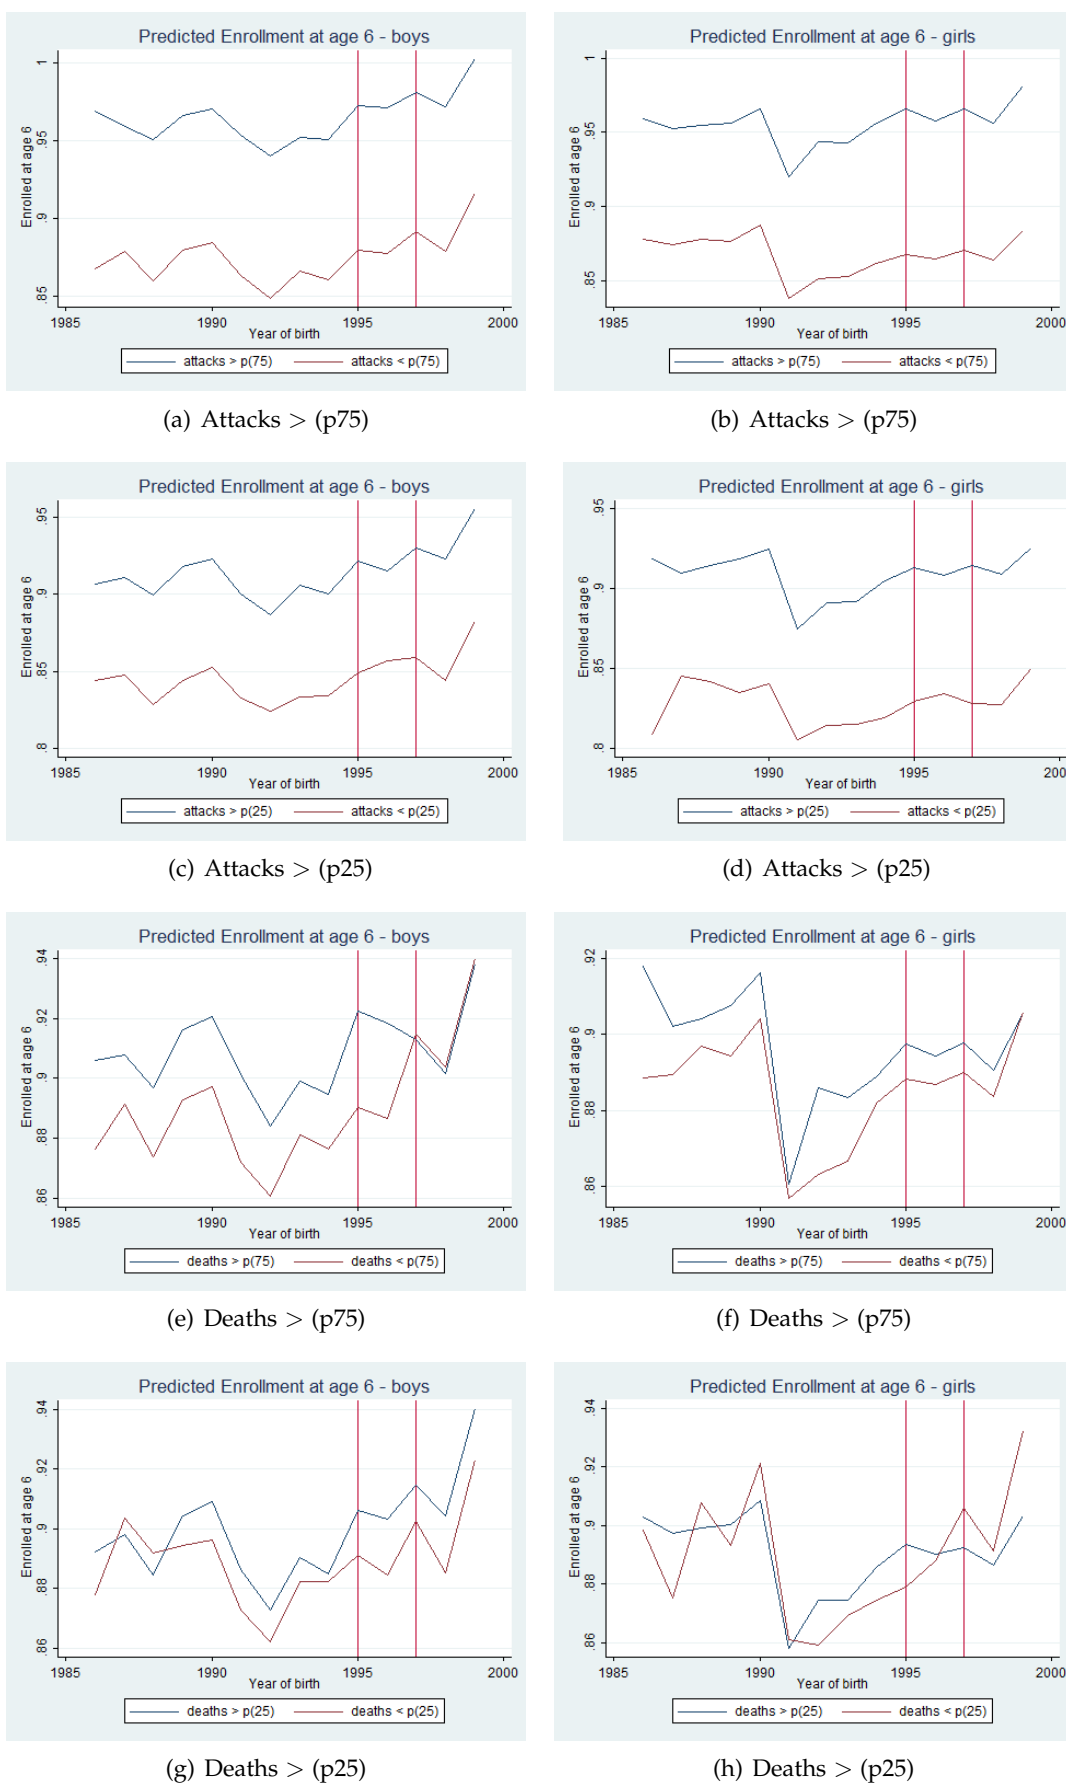 Predicted Enrollment at age 6 - boys
Enrolled at age 6
1
.95
.9
.85
1985 1990 1995 2000
Year of birth
attacks > p(75) attacks < p(75)
(a) Attacks > (p75)
Predicted Enrollment at age 6 - girls
Enrolled at age 6
1
.95
.9
.85
1985 1990 1995 2000
Year of birth
attacks > p(75) attacks < p(75)
(b) Attacks > (p75)
Predicted Enrollment at age 6 - boys
Enrolled at age 6
.95
.9
.85
.8
1985 1990 1995 2000
Year of birth
attacks > p(25) attacks < p(25)
(c) Attacks > (p25)
Predicted Enrollment at age 6 - girls
Enrolled at age 6
.95
.9
.85
.8
1985 1990 1995 200
Year of birth
attacks > p(25) attacks < p(25)
(d) Attacks > (p25)
Predicted Enrollment at age 6 - boys
Enrolled at age 6
.94
.92
.9
.88
.86
1985 1990 1995 2000
Year of birth
deaths > p(75) deaths < p(75)
(e) Deaths > (p75)
Predicted Enrollment at age 6 - girls
Enrolled at age 6
.92
.9
.88
.86
1985 1990 1995 2000
Year of birth
deaths > p(75) deaths < p(75)
(f) Deaths > (p75)
Predicted Enrollment at age 6 - boys
Enrolled at age 6
.94
.92
.9
.88
.86
1985 1990 1995 2000
Year of birth
deaths > p(25) deaths < p(25)
(g) Deaths > (p25)
Predicted Enrollment at age 6 - girls
Enrolled at age 6
.94
.92
.9
.88
.86
1985 1990 1995 2000
Year of birth
deaths > p(25) deaths < p(25)
(h) Deaths > (p25)